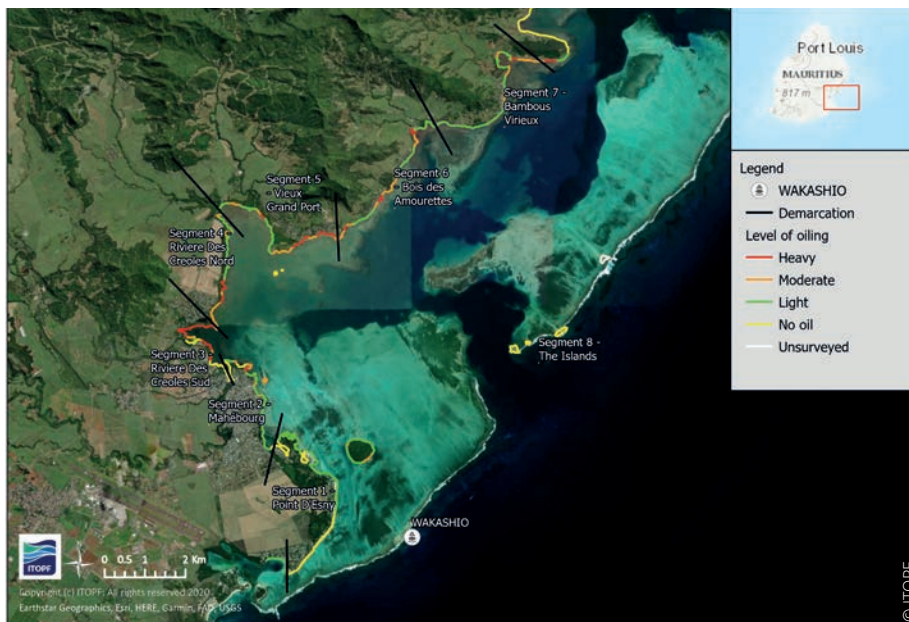 Port Louis
MAURITIUS
817 m
Legend
WAKASHIO
Demarcation
Level of oiling
Heavy
Moderate
Light
No oil
Unsurveyed
Segment 7 -
Bambous
Virieux
Segment 6
- Bois des
Amourettes
Segment 5
- Vieux
Grand Port
Segment 4 -
Riviere Des
Creoles Nord
Segment 3 -
Riviere Des
Creoles Sud
Segment 2 -
Mahebourg
Segment 1 -
Point D'Esny
Segment 8 -
The Islands
WAKASHIO
ITOPF
0 0.5 1 2 Km
Copyright (c) ITOPF: All rights reserved 2020
Earthstar Geographics, Esri, HERE, Garmin, FAO, USGS
© ITOPF